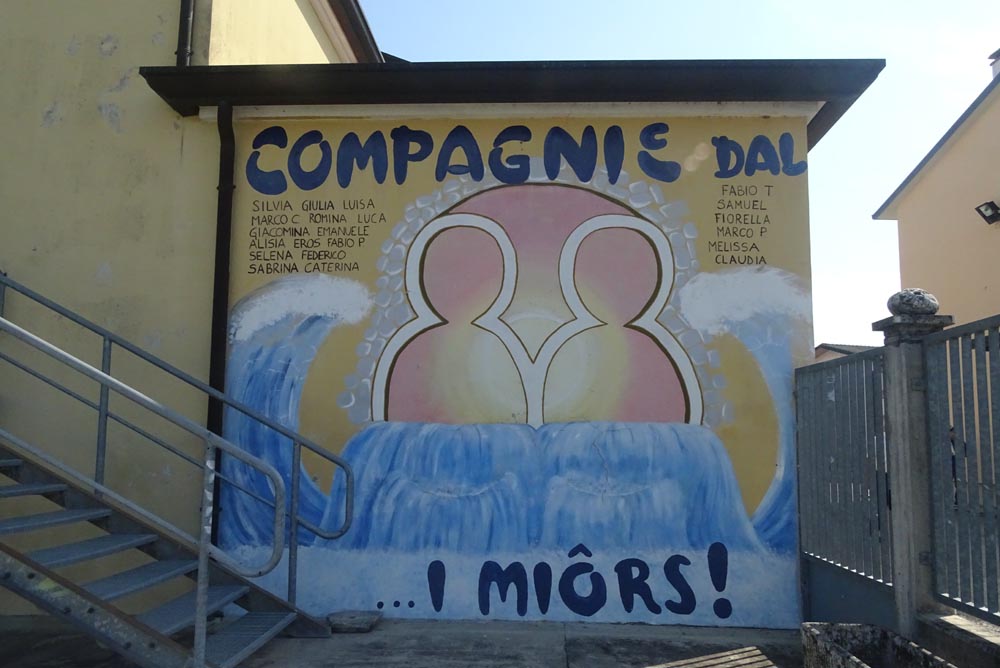 COMPAGNIE DAL
SILVIA GIULIA LUISA
MARCO C. ROMINA LUCA
GIACOMINA EMANUELE
ALISIA EROS FABIO P
SELENA FEDERICO
SABRINA CATERINA
FABIO T
SAMUEL
FIORELLA
MARCO P
MELISSA
CLAUDIA
...I MIÔRS!